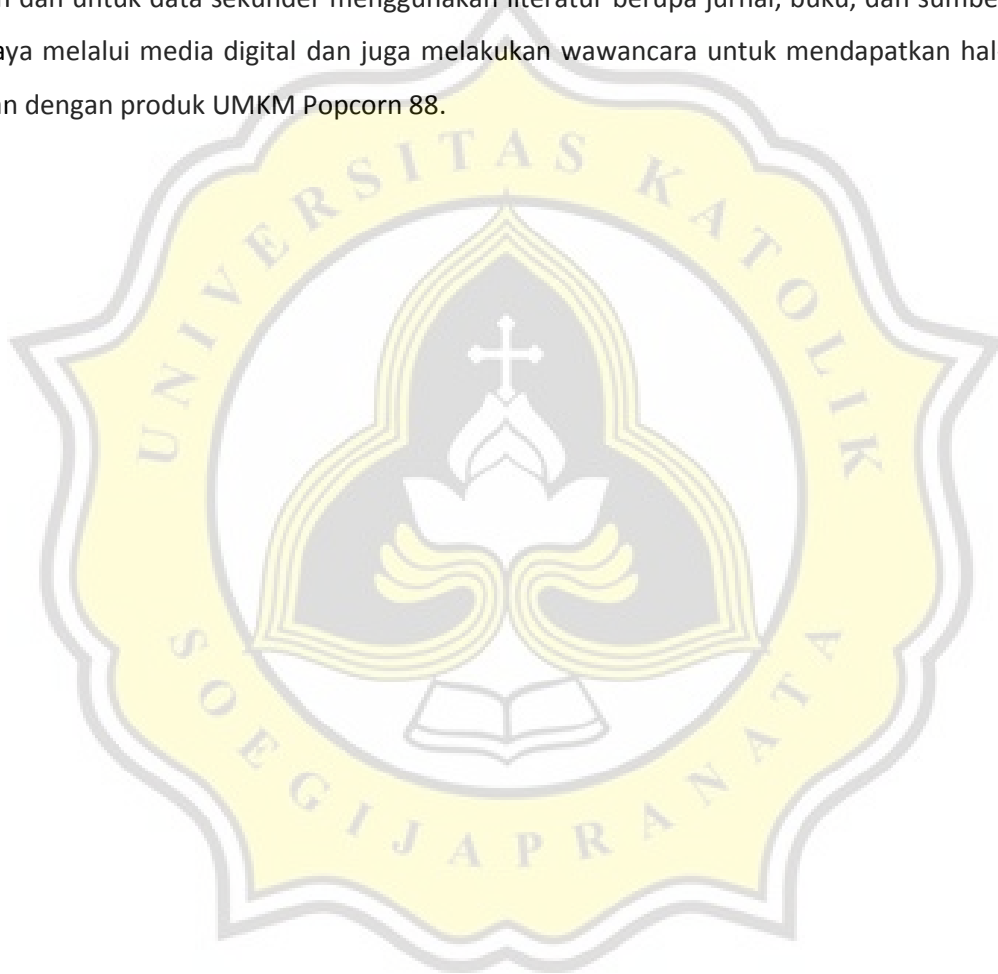 n dan untuk data sekunder menggunakan literatur berupa jurnal, buku, dan sumbe
aya melalui media digital dan juga melakukan wawancara untuk mendapatkan hal
an dengan produk UMKM Popcorn 88.
UNIVERSITAS KATOLIK
SOEGIJAPRANATA